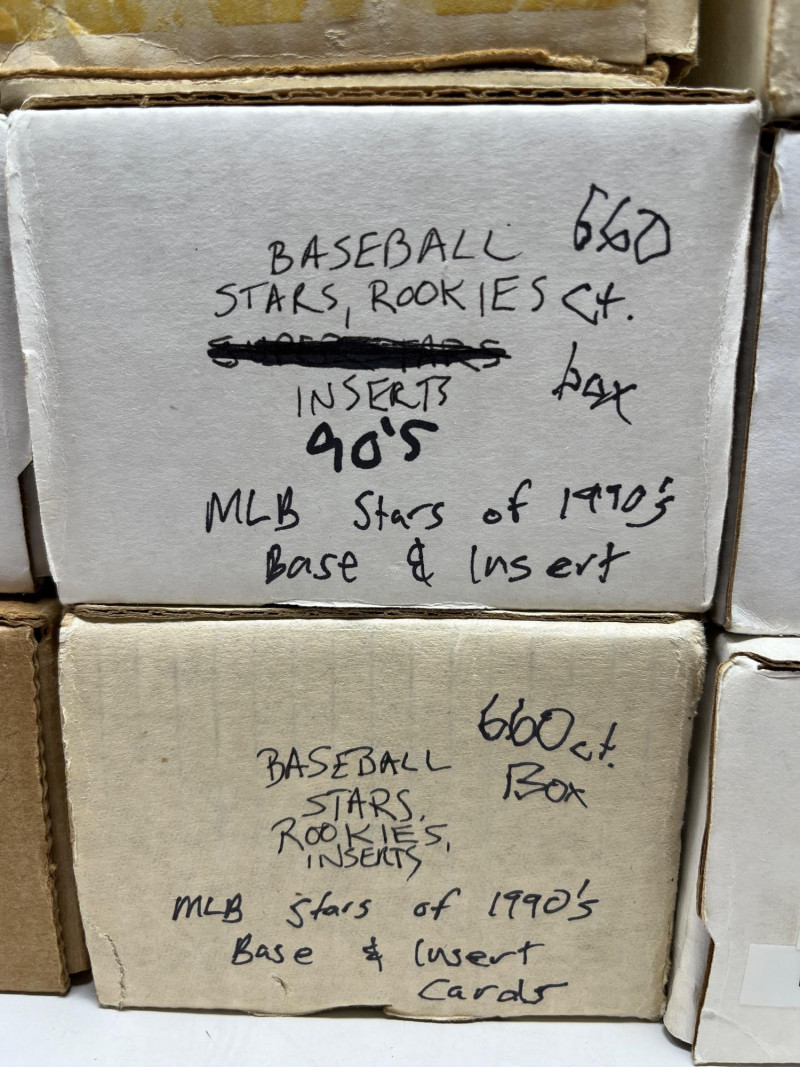 BASEBALL 660
STARS, ROOKIES Ct.
INSERTS box
90'S
MLB Stars of 1990's
Base & Insert
BASEBALL 660 ct.
STARS, Box
ROOKIES,
INSERTS
MLB Stars of 1990's
Base & Insert
Cards